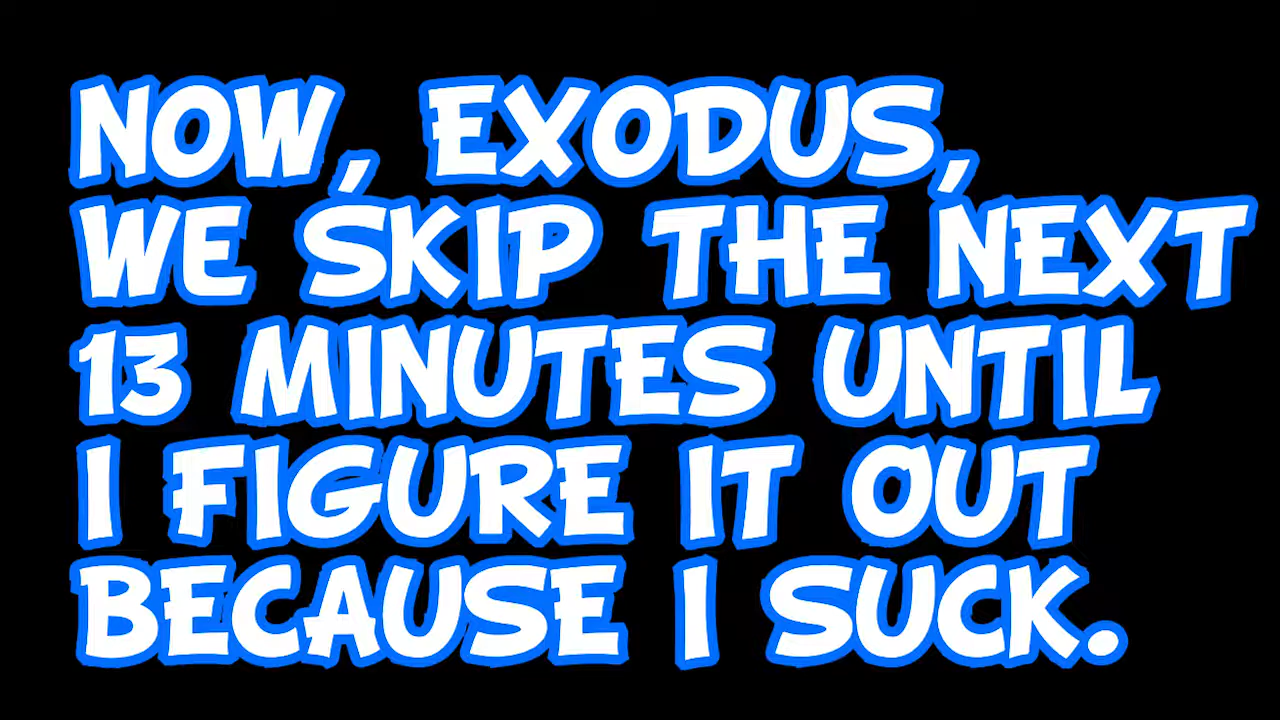 NOW, EXODUS,
WE SKIP THE NEXT
13 MINUTES UNTIL
I FIGURE IT OUT
BECAUSE I SUCK.